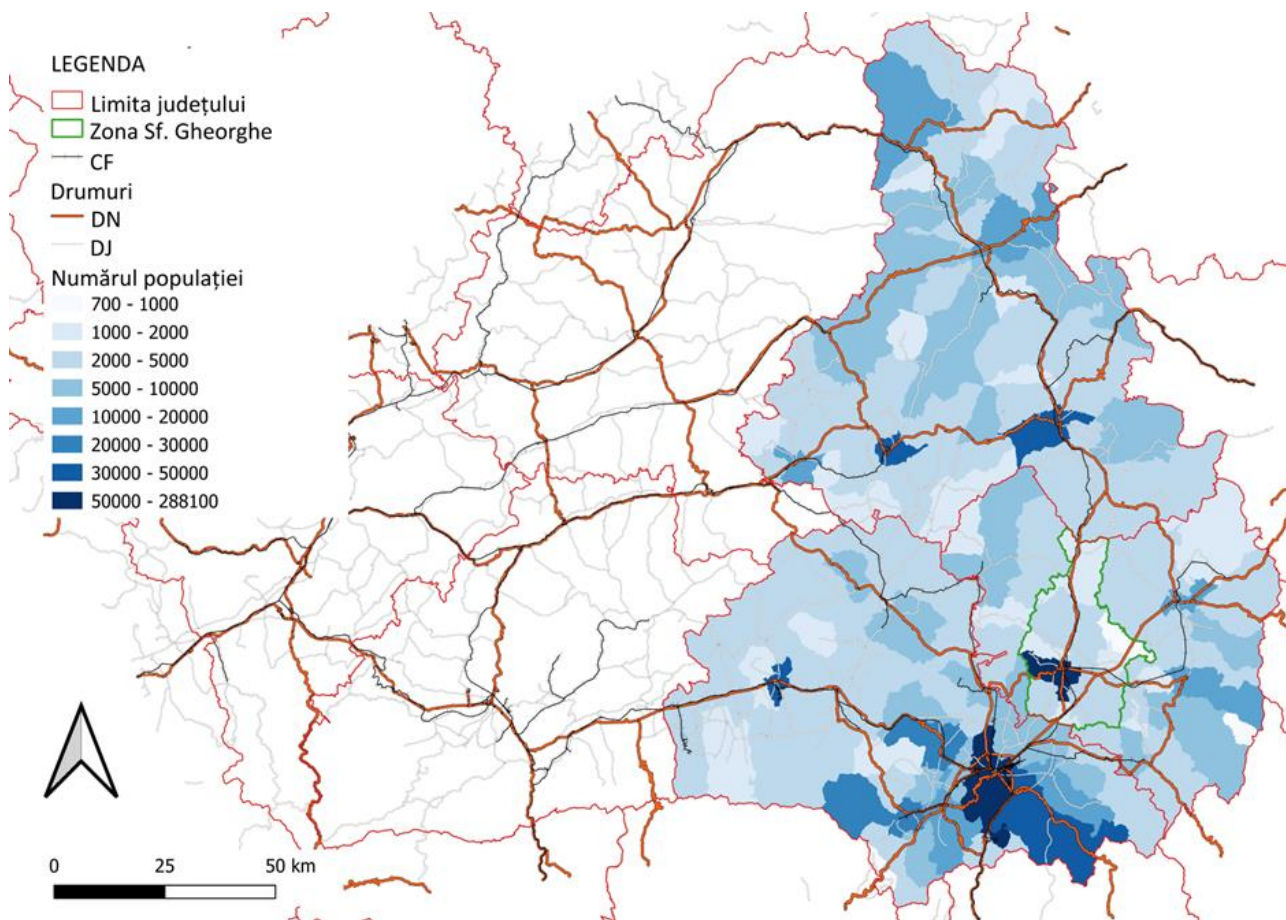 LEGENDA
Limita județului
Zona Sf. Gheorghe
CF
Drumuri
DN
DJ
Numărul populației
700 - 1000
1000 - 2000
2000 - 5000
5000 - 10000
10000 - 20000
20000 - 30000
30000 - 50000
50000 - 288100
0 25 50 km